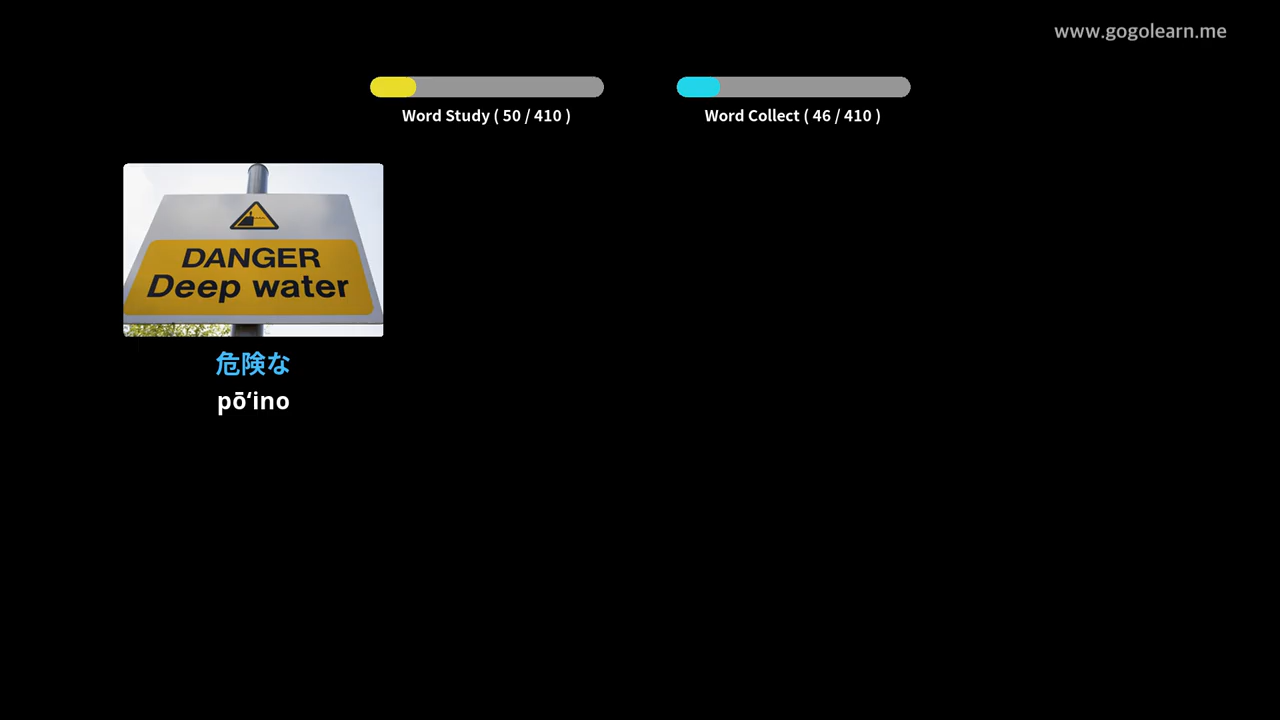 www.gogolearn.me
Word Study ( 50 / 410 )
Word Collect ( 46 / 410 )
DANGER
Deep water
危険な
pōʻino